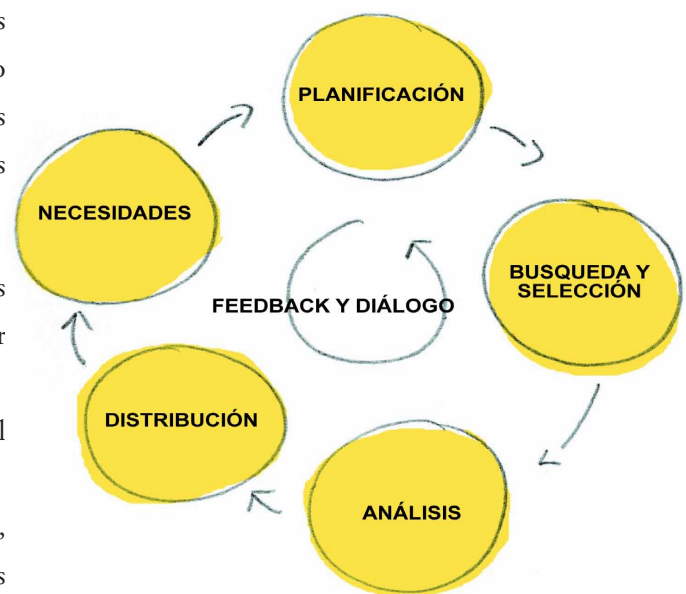 PLANIFICACIÓN
NECESIDADES
BUSQUEDA Y
SELECCIÓN
FEEDBACK Y DIÁLOGO
DISTRIBUCIÓN
ANÁLISIS